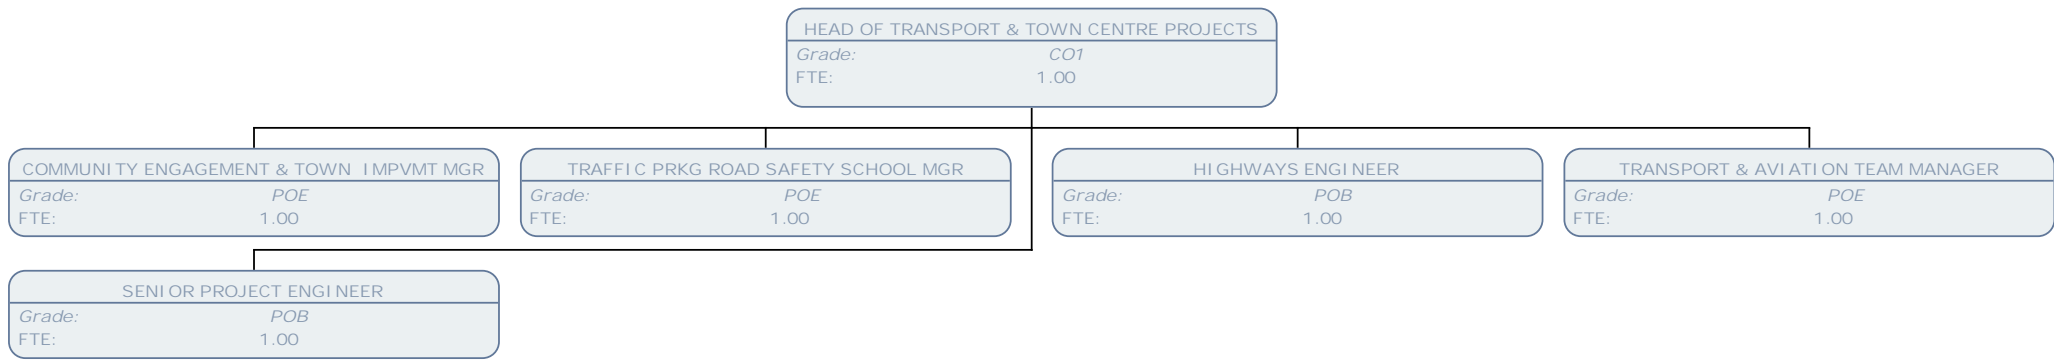 HEAD OF TRANSPORT & TOWN CENTRE PROJECTS
Grade: CO1
FTE: 1.00
COMMUNITY ENGAGEMENT & TOWN IMPVMT MGR
Grade: POE
FTE: 1.00
TRAFFIC PRKG ROAD SAFETY SCHOOL MGR
Grade: POE
FTE: 1.00
HIGHWAYS ENGINEER
Grade: POB
FTE: 1.00
TRANSPORT & AVIATION TEAM MANAGER
Grade: POE
FTE: 1.00
SENIOR PROJECT ENGINEER
Grade: POB
FTE: 1.00